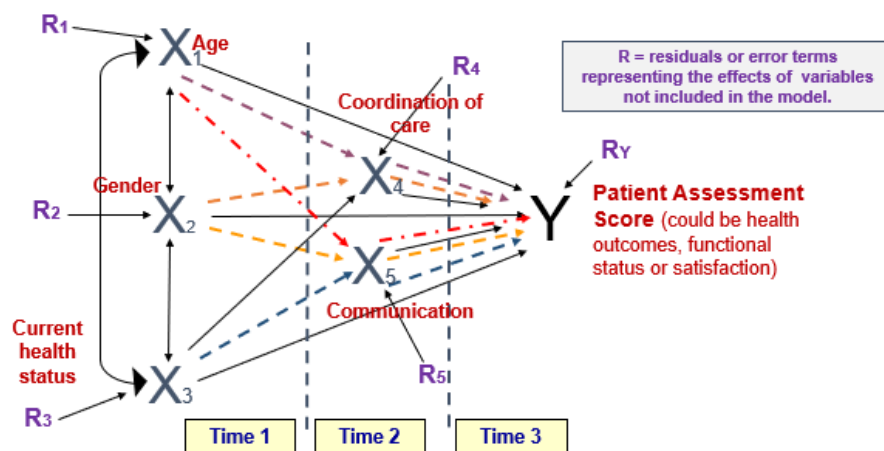 R1
X1
Age
R = residuals or error terms
representing the effects of variables
not included in the model.
R4
Coordination of
care
X4
RY
Gender
R2
X2
Y
Patient Assessment
Score (could be health
outcomes, functional
status or satisfaction)
X5
Communication
Current
health
status
X3
R5
R3
Time 1
Time 2
Time 3